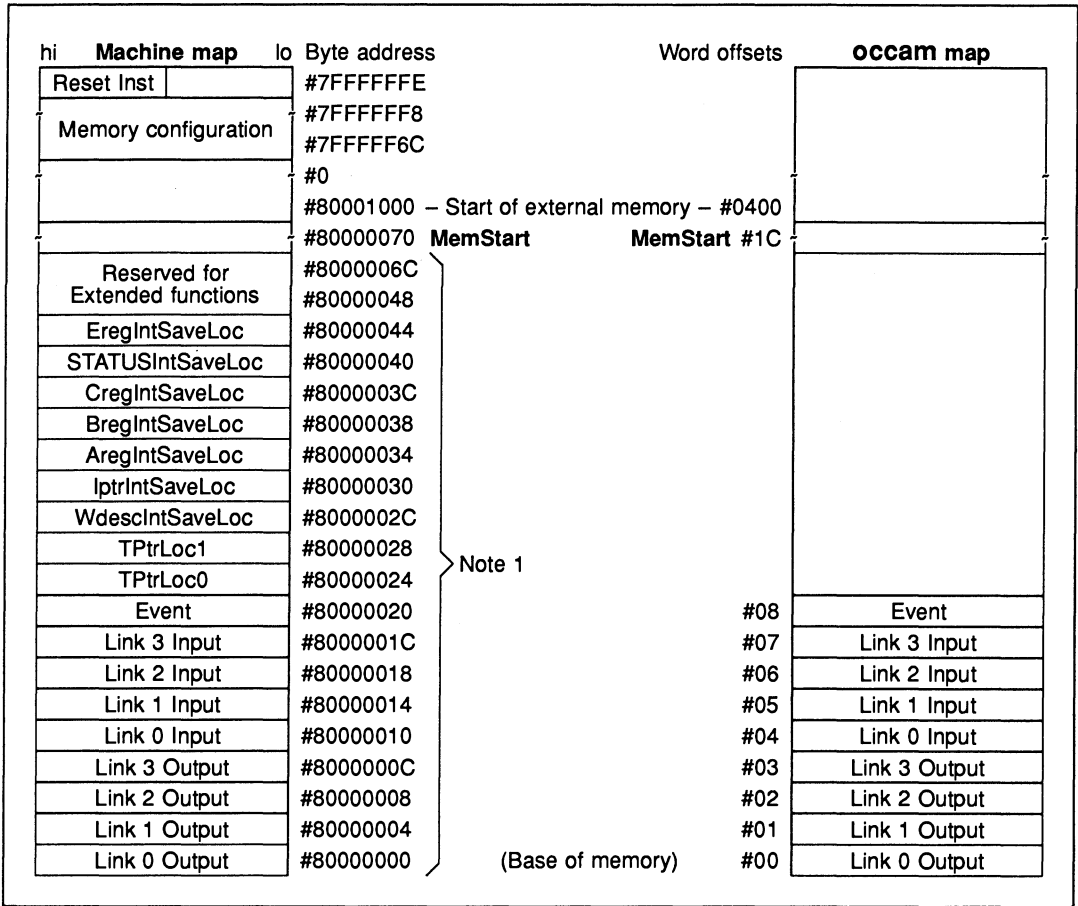 hi Machine map lo Byte address Word offsets occam map
Reset Inst #7FFFFFFE
#7FFFFFF8
Memory configuration
#7FFFFF6C
#0
#80001000 – Start of external memory – #0400
#80000070 MemStart MemStart #1C
Reserved for #8000006C
Extended functions #80000048
EregIntSaveLoc #80000044
STATUSIntSaveLoc #80000040
CregIntSaveLoc #8000003C
BregIntSaveLoc #80000038
AregIntSaveLoc #80000034
IptrIntSaveLoc #80000030
WdescIntSaveLoc #8000002C
TPtrLoc1 #80000028
Note 1
TPtrLoc0 #80000024
Event #80000020 #08 Event
Link 3 Input #8000001C #07 Link 3 Input
Link 2 Input #80000018 #06 Link 2 Input
Link 1 Input #80000014 #05 Link 1 Input
Link 0 Input #80000010 #04 Link 0 Input
Link 3 Output #8000000C #03 Link 3 Output
Link 2 Output #80000008 #02 Link 2 Output
Link 1 Output #80000004 #01 Link 1 Output
Link 0 Output #80000000 (Base of memory) #00 Link 0 Output